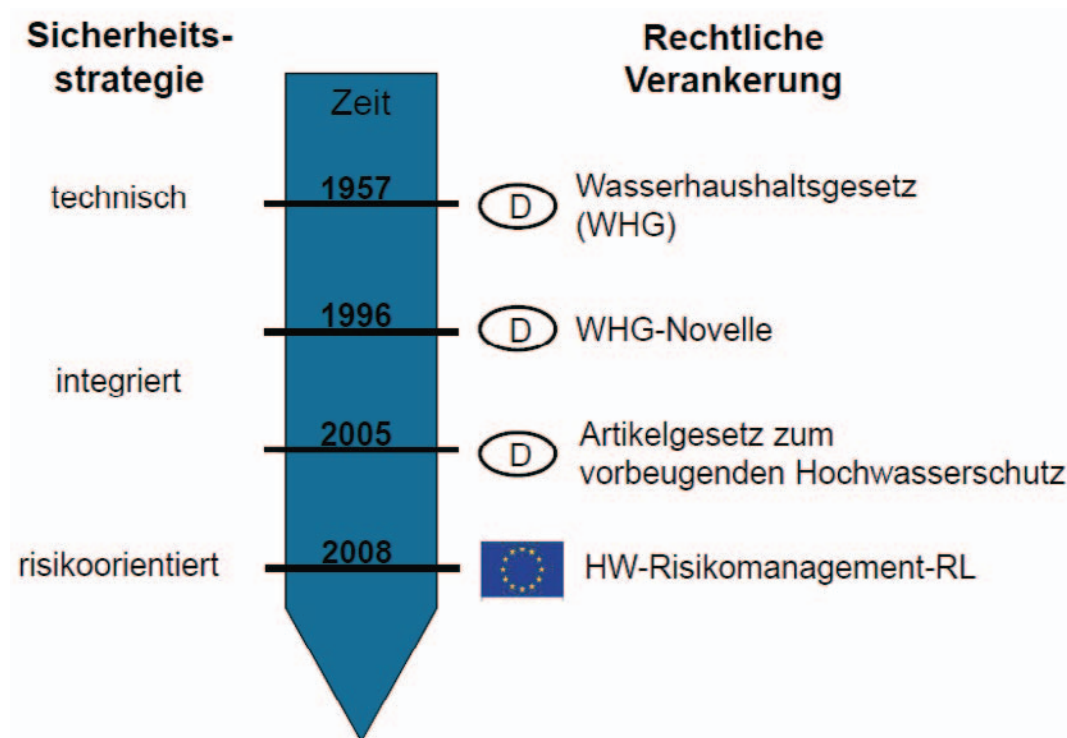 Sicherheits-
strategie
Rechtliche
Verankerung
Zeit
technisch
1957
D
Wasserhaushaltsgesetz
(WHG)
1996
D
WHG-Novelle
integriert
2005
D
Artikelgesetz zum
vorbeugenden Hochwasserschutz
risikoorientiert
2008
HW-Risikomanagement-RL